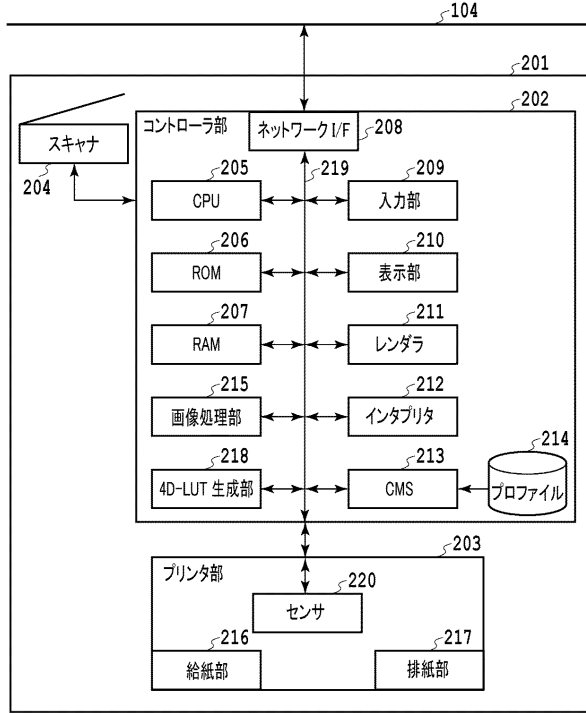 104
201
202
コントローラ部
ネットワーク I/F
208
スキャナ
204
219
205
CPU
209
入力部
206
ROM
210
表示部
207
RAM
211
レンダラ
215
画像処理部
212
インタプリタ
218
4D-LUT 生成部
213
CMS
214
プロファイル
203
プリンタ部
220
センサ
216
給紙部
217
排紙部